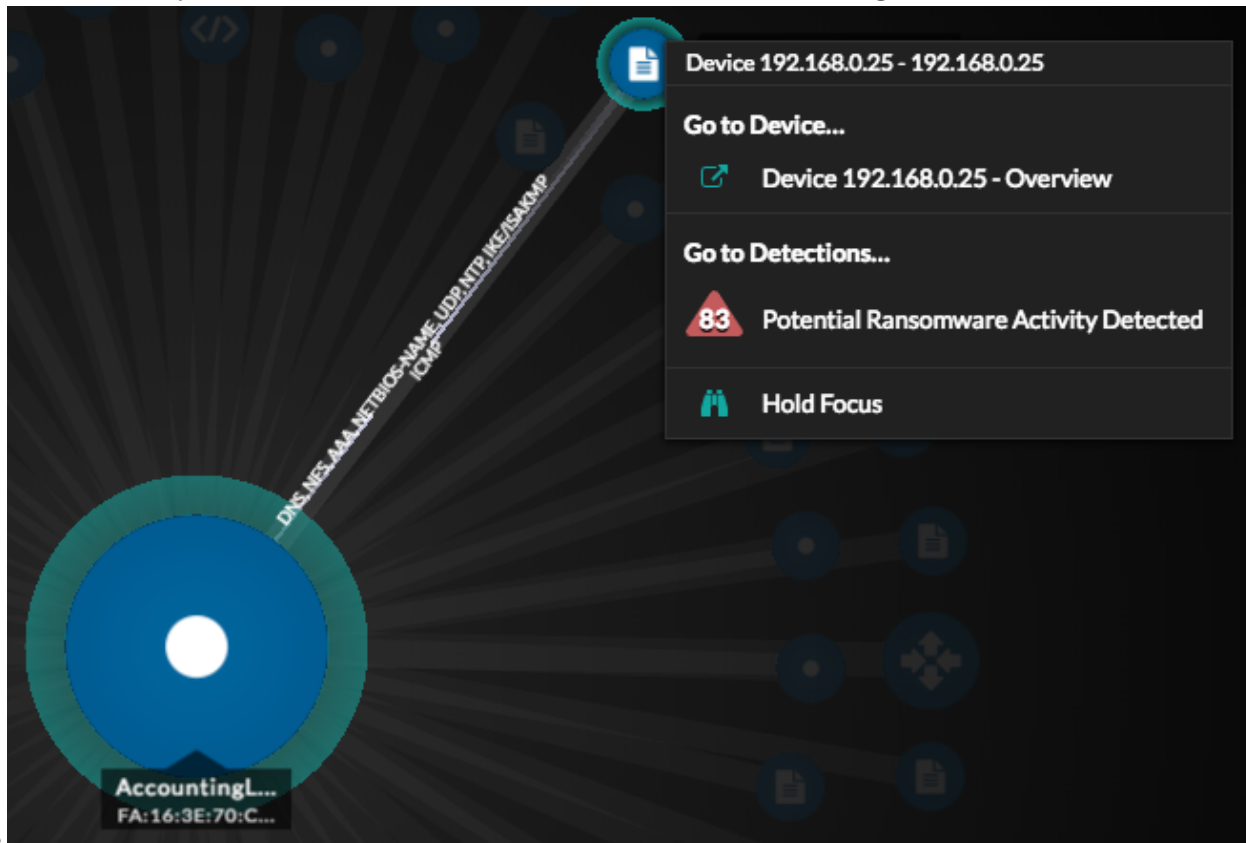 </>
Device 192.168.0.25 - 192.168.0.25
Go to Device...
Device 192.168.0.25 - Overview
Go to Detections...
83 Potential Ransomware Activity Detected
Hold Focus
DNS, NFS, AAA, NETBIOS-NAME, UDP, NTP, IKE/ISAKMP
ICMP
AccountingL...
FA:16:3E:70:C...